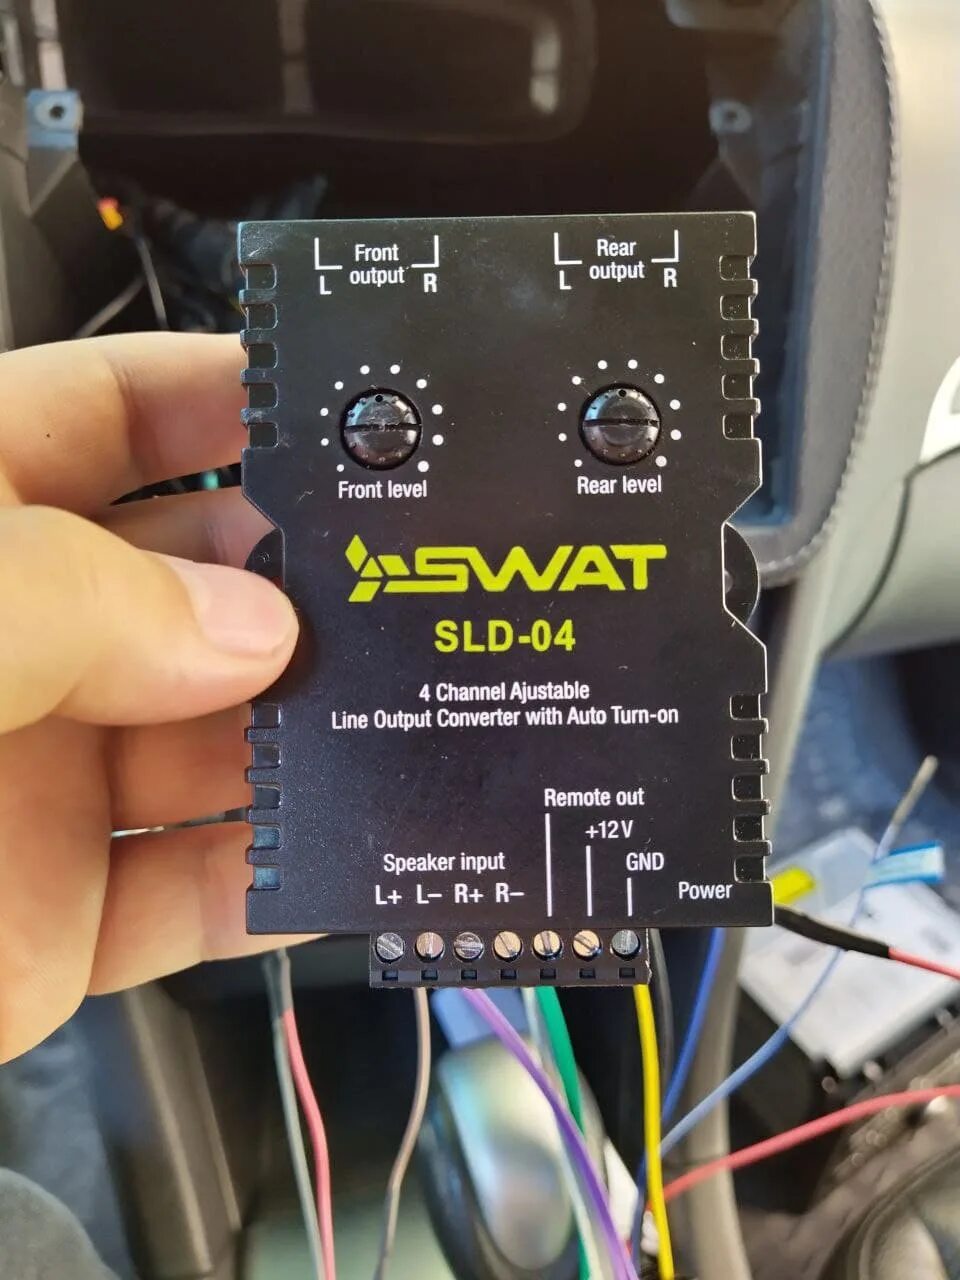 Front output
L R
Rear output
L R
Front level
Rear level
SWAT
SLD-04
4 Channel Ajustable
Line Output Converter with Auto Turn-on
Remote out
+12V
GND
Speaker input
Power
L+ L– R+ R–